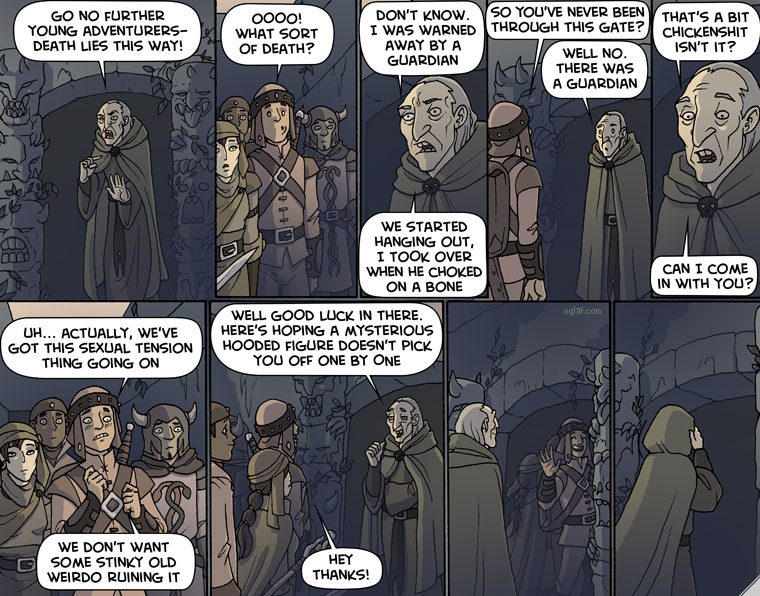 GO NO FURTHER
YOUNG ADVENTURERS-
DEATH LIES THIS WAY!
OOOO!
WHAT SORT
OF DEATH?
DON'T KNOW.
I WAS WARNED
AWAY BY A
GUARDIAN
WE STARTED
HANGING OUT,
I TOOK OVER
WHEN HE CHOKED
ON A BONE
SO YOU'VE NEVER BEEN
THROUGH THIS GATE?
WELL NO.
THERE WAS
A GUARDIAN
THAT'S A BIT
CHICKENSHIT
ISN'T IT?
CAN I COME
IN WITH YOU?
UH... ACTUALLY, WE'VE
GOT THIS SEXUAL TENSION
THING GOING ON
WE DON'T WANT
SOME STINKY OLD
WEIRDO RUINING IT
WELL GOOD LUCK IN THERE.
HERE'S HOPING A MYSTERIOUS
HOODED FIGURE DOESN'T PICK
YOU OFF ONE BY ONE
HEY
THANKS!
oglaf.com